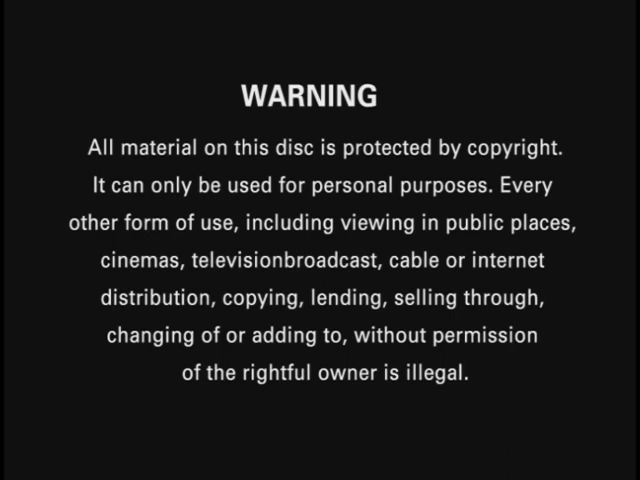 WARNING
All material on this disc is protected by copyright.
It can only be used for personal purposes. Every
other form of use, including viewing in public places,
cinemas, televisionbroadcast, cable or internet
distribution, copying, lending, selling through,
changing of or adding to, without permission
of the rightful owner is illegal.